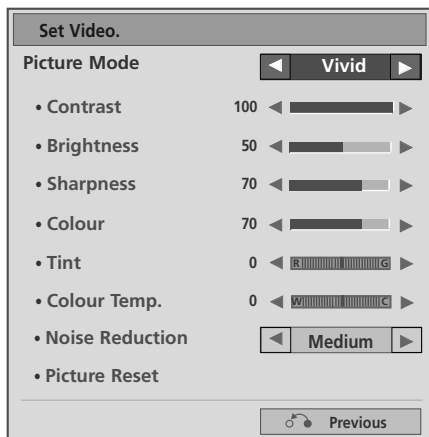 Set Video.
Picture Mode ◀ Vivid ▶
• Contrast 100 ◀ ▶
• Brightness 50 ◀ ▶
• Sharpness 70 ◀ ▶
• Colour 70 ◀ ▶
• Tint 0 ◀ R G ▶
• Colour Temp. 0 ◀ W C ▶
• Noise Reduction ◀ Medium ▶
• Picture Reset
Previous